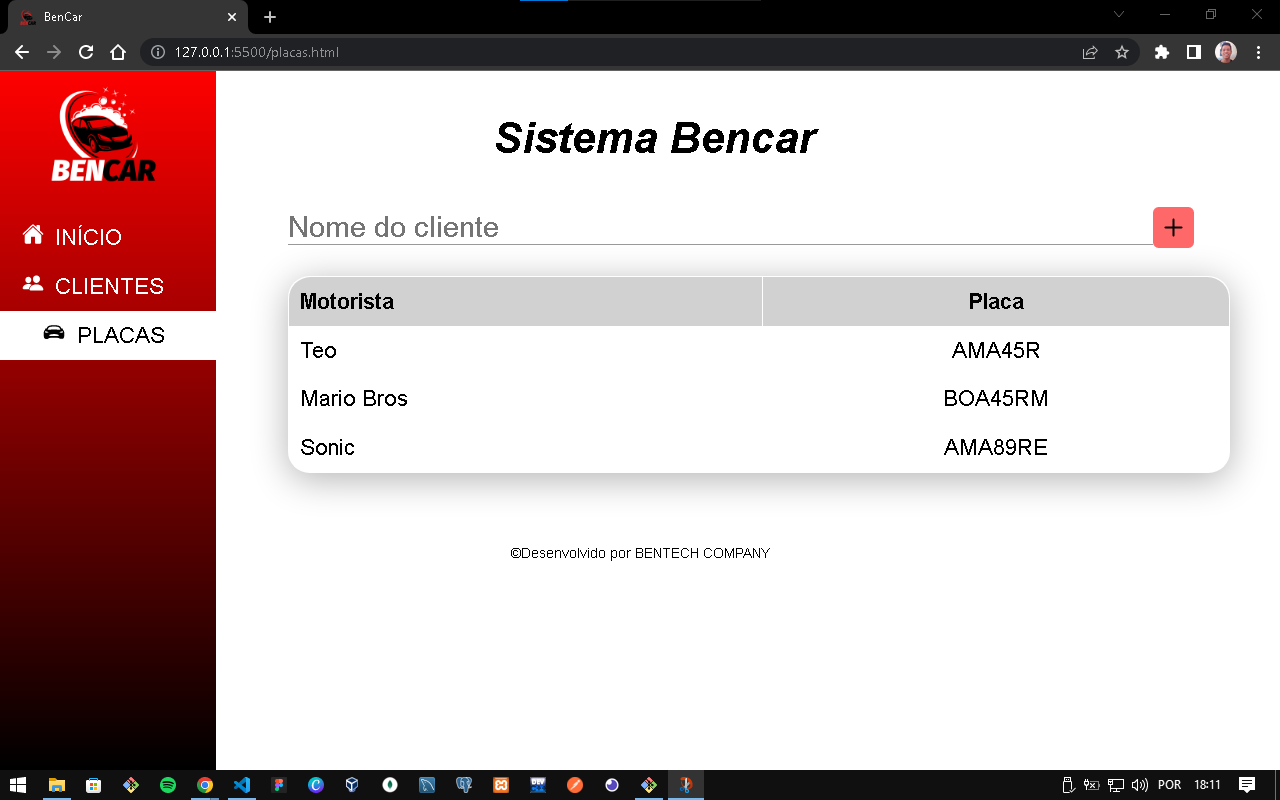 BenCar
127.0.0.1:5500/placas.html
BENCAR
INÍCIO
CLIENTES
PLACAS
Sistema Bencar
Nome do cliente
+
Motorista Placa
Teo AMA45R
Mario Bros BOA45RM
Sonic AMA89RE
©Desenvolvido por BENTECH COMPANY
POR 18:11